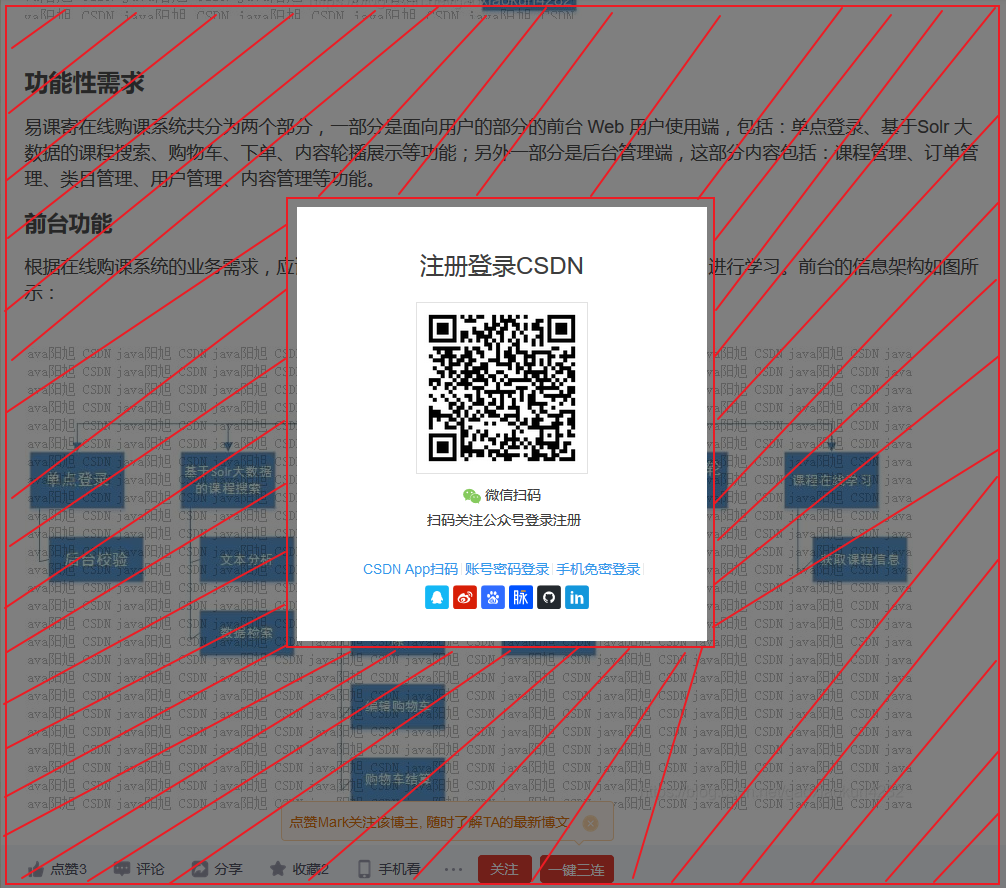 功能性需求
易课寄在线购课系统共分为两个部分，一部分是面向用户的部分的前台 Web 用户使用端，包括：单点登录、基于Solr 大
数据的课程搜索、购物车、下单、内容轮播展示等功能；另外一部分是后台管理端，这部分内容包括：课程管理、订单管
理、类目管理、用户管理、内容管理等功能。
前台功能
根据在线购课系统的业务需求，应
进行学习。前台的信息架构如图所
示：
注册登录CSDN
微信扫码
扫码关注公众号登录注册
CSDN App扫码
账号密码登录
手机免密登录
脉
in
ava阳旭 CSDN java阳旭 CSDN java阳旭 CSDN
阳旭 CSDN java阳旭 CSDN java
单点登录
基于Solr大数据
的课程搜索
课程在线学习
后台校验
文本分析
获取课程信息
数据检索
编辑购物车
购物车结算
点赞Mark关注该博主, 随时了解TA的最新博文
点赞3
评论
分享
收藏2
手机看
···
关注
一键三连